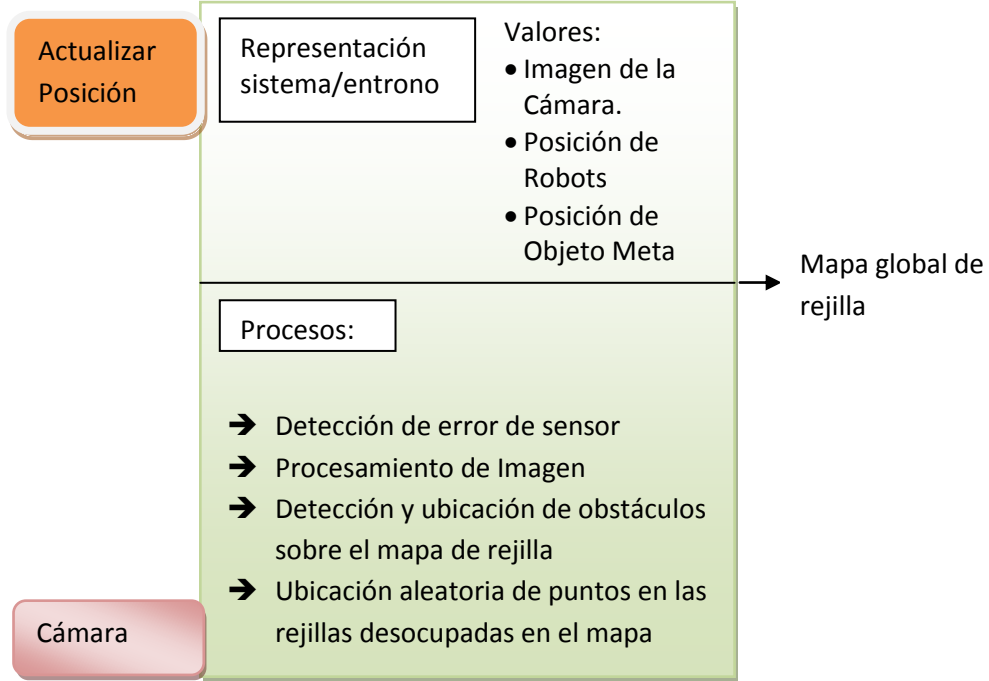 Actualizar
Posición
Representación
sistema/entrono
Valores:
• Imagen de la
Cámara.
• Posición de
Robots
• Posición de
Objeto Meta
Mapa global de
rejilla
Procesos:
➔ Detección de error de sensor
➔ Procesamiento de Imagen
➔ Detección y ubicación de obstáculos
sobre el mapa de rejilla
➔ Ubicación aleatoria de puntos en las
rejillas desocupadas en el mapa
Cámara